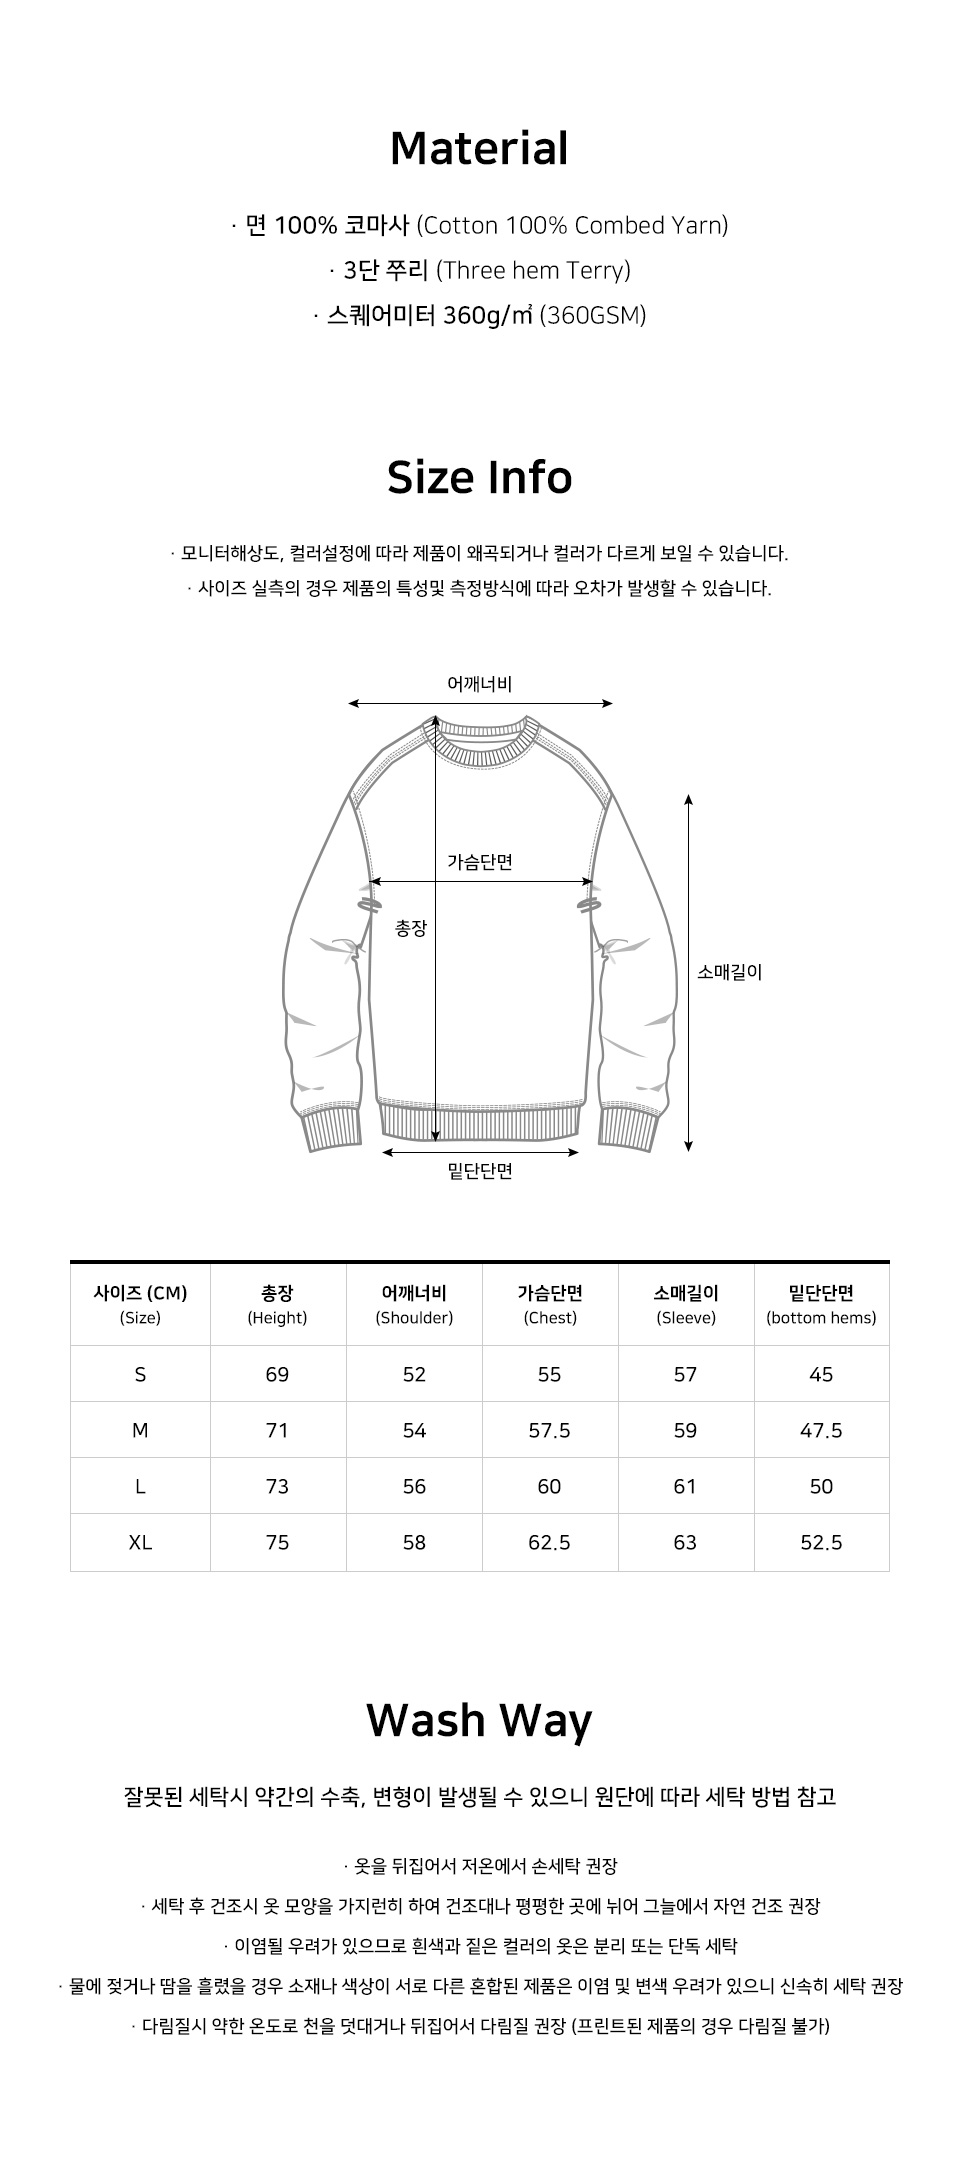 Material
· 면 100% 코마사 (Cotton 100% Combed Yarn)
· 3단 쭈리 (Three hem Terry)
· 스퀘어미터 360g/㎡ (360GSM)
Size Info
· 모니터해상도, 컬러설정에 따라 제품이 왜곡되거나 컬러가 다르게 보일 수 있습니다.
· 사이즈 실측의 경우 제품의 특성및 측정방식에 따라 오차가 발생할 수 있습니다.
어깨너비
가슴단면
총장
소매길이
밑단단면
사이즈 (CM) 총장 어깨너비 가슴단면 소매길이 밑단단면
(Size) (Height) (Shoulder) (Chest) (Sleeve) (bottom hems)
S 69 52 55 57 45
M 71 54 57.5 59 47.5
L 73 56 60 61 50
XL 75 58 62.5 63 52.5
Wash Way
잘못된 세탁시 약간의 수축, 변형이 발생될 수 있으니 원단에 따라 세탁 방법 참고
· 옷을 뒤집어서 저온에서 손세탁 권장
· 세탁 후 건조시 옷 모양을 가지런히 하여 건조대나 평평한 곳에 뉘어 그늘에서 자연 건조 권장
· 이염될 우려가 있으므로 흰색과 짙은 컬러의 옷은 분리 또는 단독 세탁
· 물에 젖거나 땀을 흘렸을 경우 소재나 색상이 서로 다른 혼합된 제품은 이염 및 변색 우려가 있으니 신속히 세탁 권장
· 다림질시 약한 온도로 천을 덧대거나 뒤집어서 다림질 권장 (프린트된 제품의 경우 다림질 불가)